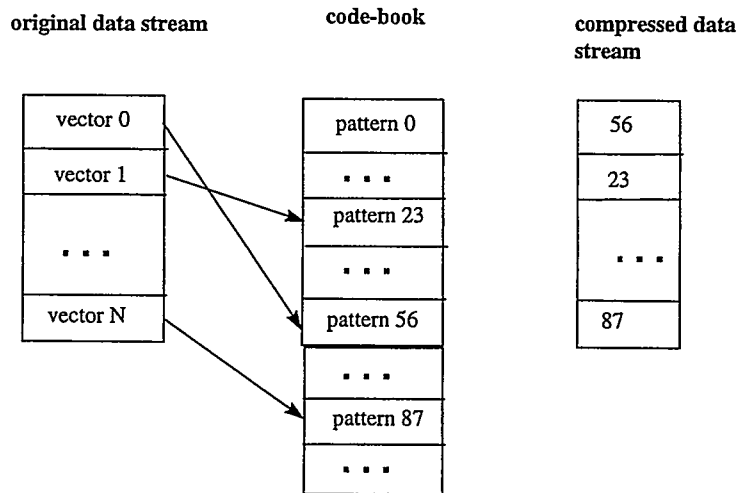 original data stream
code-book
compressed data
stream
vector 0
vector 1
...
vector N
pattern 0
...
pattern 23
...
pattern 56
...
pattern 87
...
56
23
...
87